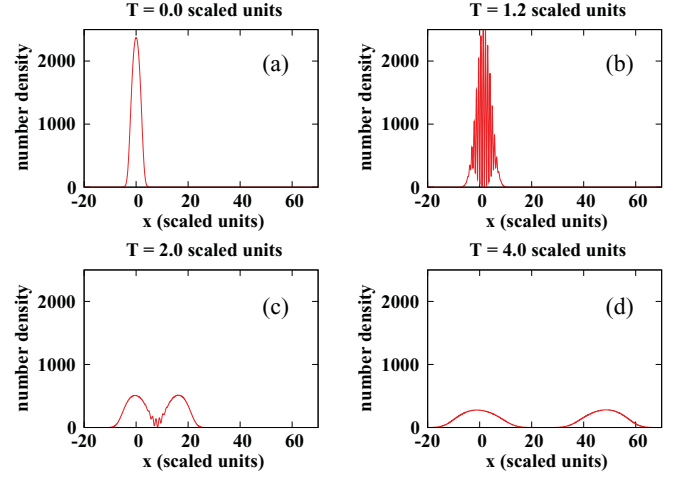 T = 0.0 scaled units
number density
2000
1000
0
(a)
-20 0 20 40 60
x (scaled units)
T = 1.2 scaled units
number density
2000
1000
0
(b)
-20 0 20 40 60
x (scaled units)
T = 2.0 scaled units
number density
2000
1000
0
(c)
-20 0 20 40 60
x (scaled units)
T = 4.0 scaled units
number density
2000
1000
0
(d)
-20 0 20 40 60
x (scaled units)